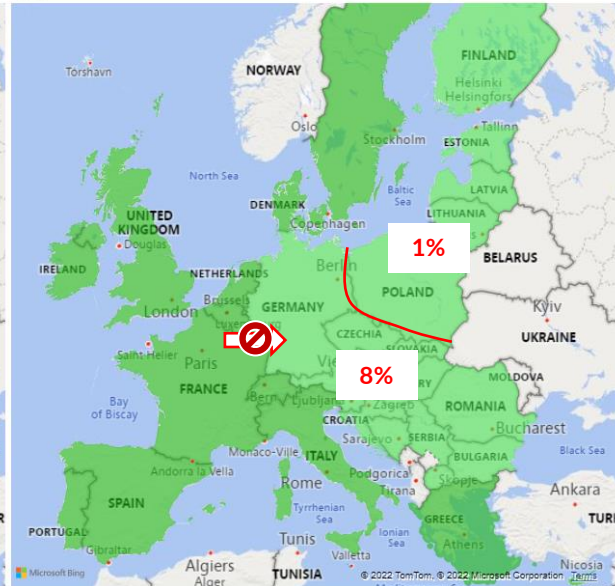 FINLAND
Tórshavn
NORWAY
Helsinki
Helsingfors
Oslo
Tallinn
Stockholm
ESTONIA
North Sea
Baltic
Sea
LATVIA
DENMARK
Copenhagen
LITHUANIA
UNITED
KINGDOM
Douglas
1%
BELARUS
IRELAND
NETHERLANDS
Berlin
POLAND
London
Brussels
GERMANY
Kyiv
CZECHIA
UKRAINE
Saint Helier
Paris
SLOVAKIA
8%
MOLDOVA
FRANCE
Bern
Ljubljana
Zagreb
ROMANIA
Bay
of Biscay
CROATIA
Bucharest
Monaco-Ville
ITALY
Sarajevo
SERBIA
Black Sea
Andorra la Vella
Podgorica
BULGARIA
Rome
Skopje
Tirana
Ankara
SPAIN
Tyrrhenian
Sea
GREECE
PORTUGAL
Ionian
Sea
Athens
Tunis
Gibraltar
Valletta
Nicosia
Algiers
Alger
TUNISIA
Microsoft Bing
© 2022 TomTom, © 2022 Microsoft Corporation Terms